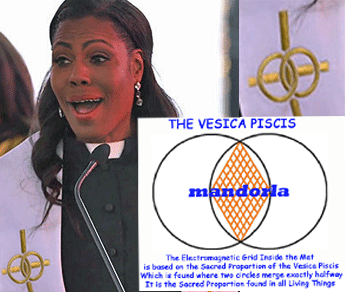 THE VESICA PISCIS
mandorla
The Electromagnetic Grid Inside the Met
is based on the Sacred Proportion of the Vesica Piscis
Which is found where two circles merge exactly halfway
It is the Sacred Proportion found in all Living Things